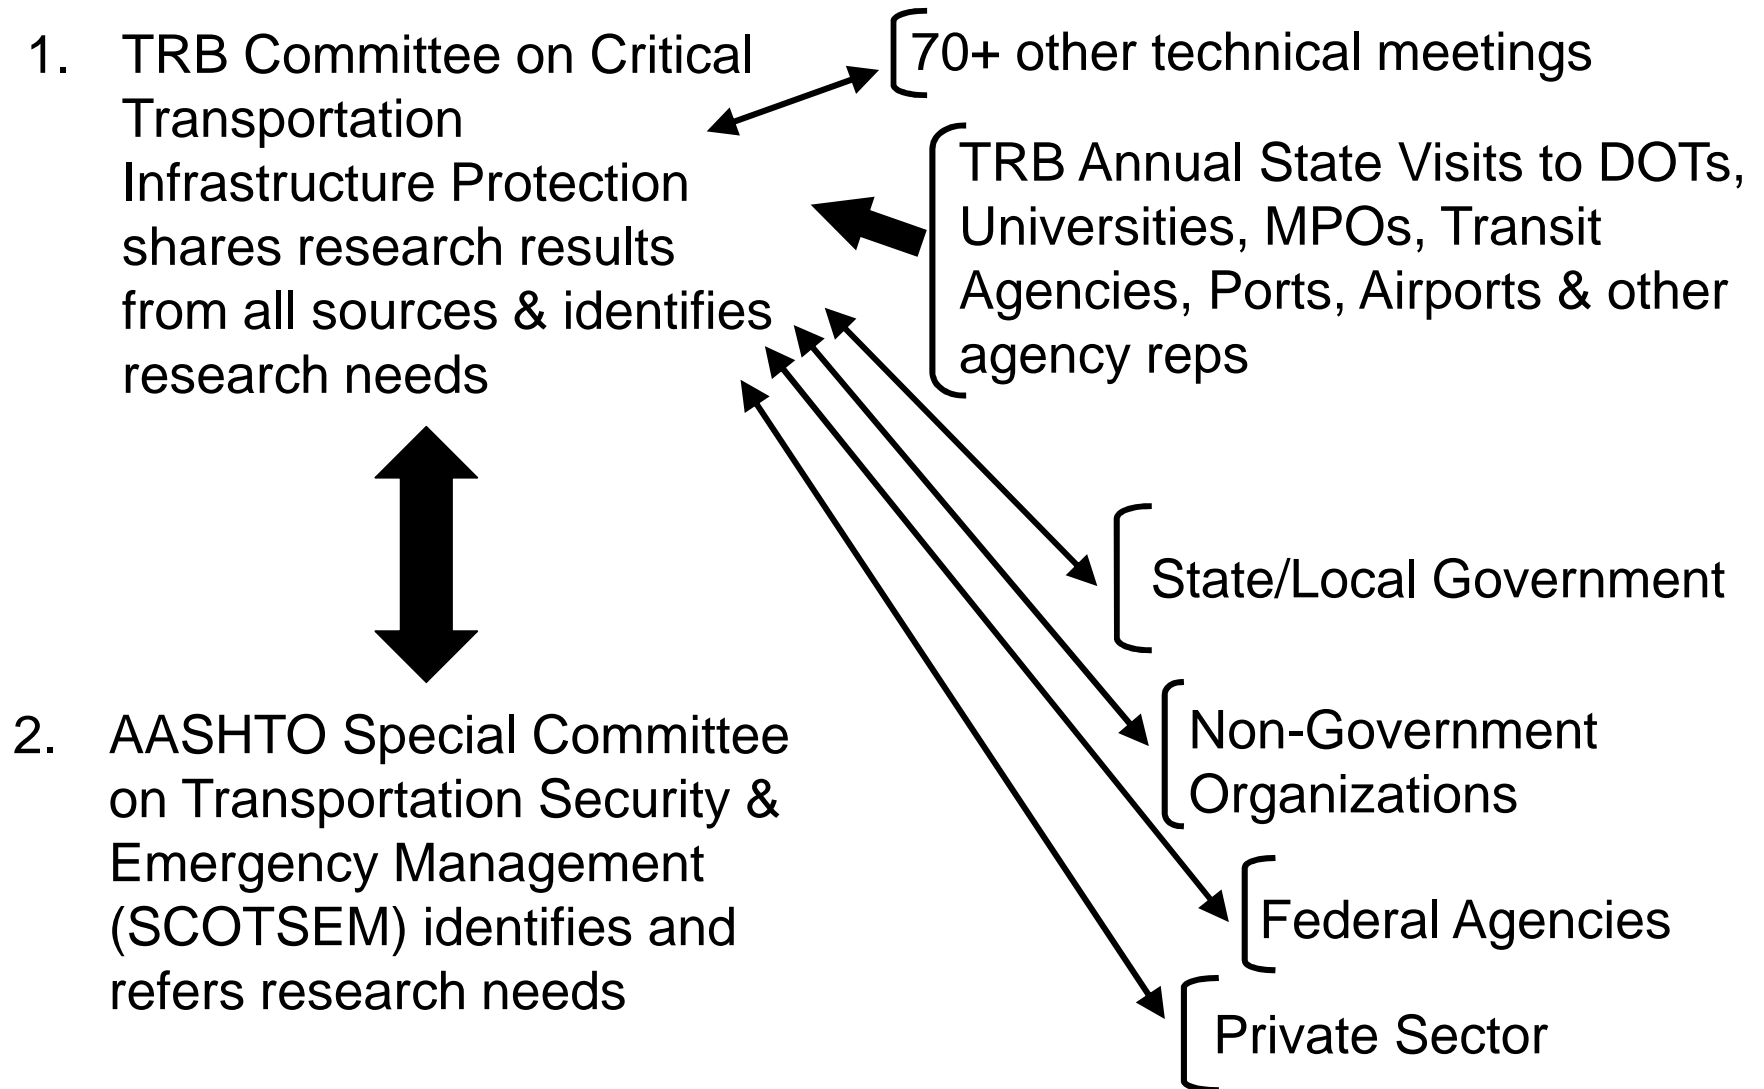 1. TRB Committee on Critical
Transportation
Infrastructure Protection
shares research results
from all sources & identifies
research needs
70+ other technical meetings
TRB Annual State Visits to DOTs,
Universities, MPOs, Transit
Agencies, Ports, Airports & other
agency reps
State/Local Government
Non-Government
Organizations
Federal Agencies
Private Sector
2. AASHTO Special Committee
on Transportation Security &
Emergency Management
(SCOTSEM) identifies and
refers research needs